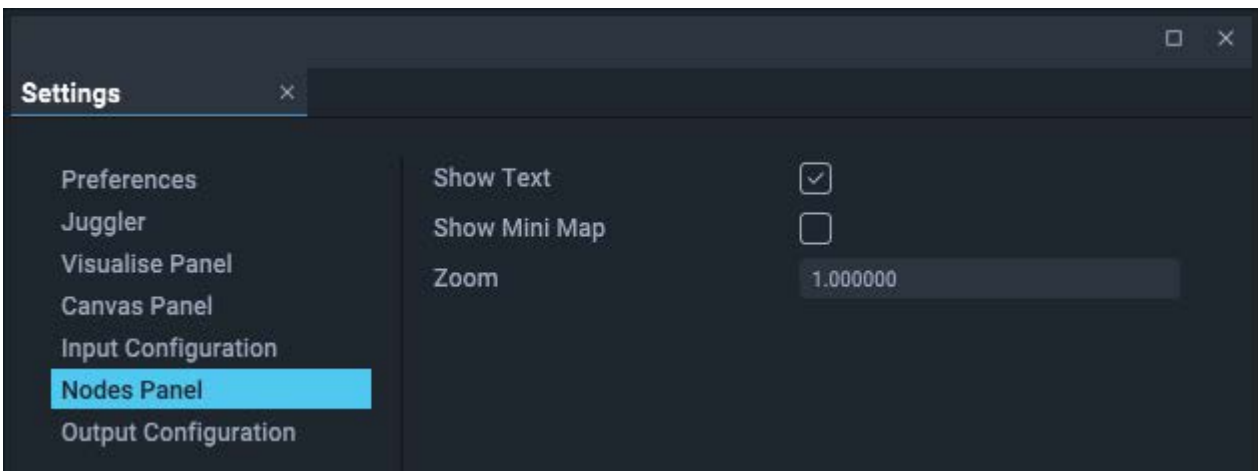 Settings
Preferences
Juggler
Visualise Panel
Canvas Panel
Input Configuration
Nodes Panel
Output Configuration
Show Text
Show Mini Map
Zoom 1.000000